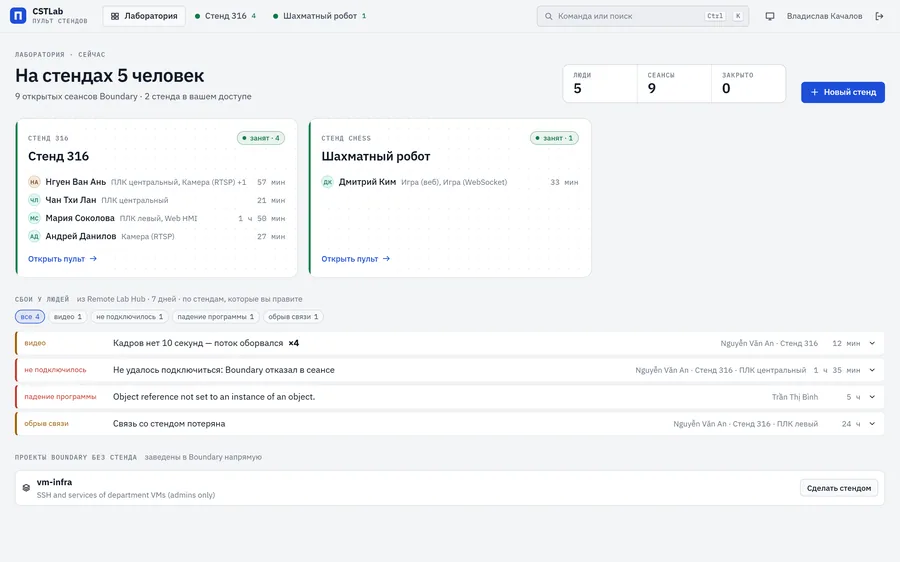 П CSTLab
ПУЛЬТ СТЕНДОВ
Лаборатория
Стенд 316 4
Шахматный робот 1
Команда или поиск Ctrl K
Владислав Качалов
ЛАБОРАТОРИЯ · СЕЙЧАС
На стендах 5 человек
9 открытых сеансов Boundary · 2 стенда в вашем доступе
ЛЮДИ
5
СЕАНСЫ
9
ЗАКРЫТО
0
+ Новый стенд
СТЕНД 316
занят · 4
Стенд 316
НА Нгуен Ван Ань ПЛК центральный, Камера (RTSP) +1 57 мин
ЧЛ Чан Тхи Лан ПЛК центральный 21 мин
МС Мария Соколова ПЛК левый, Web HMI 1 ч 50 мин
АД Андрей Данилов Камера (RTSP) 27 мин
Открыть пульт →
СТЕНД CHESS
занят · 1
Шахматный робот
ДК Дмитрий Ким Игра (веб), Игра (WebSocket) 33 мин
Открыть пульт →
СБОИ У ЛЮДЕЙ из Remote Lab Hub · 7 дней · по стендам, которые вы правите
все 4 видео 1 не подключилось 1 падение программы 1 обрыв связи 1
видео Кадров нет 10 секунд — поток оборвался ×4 Nguyễn Văn An · Стенд 316 12 мин
не подключилось Не удалось подключиться: Boundary отказал в сеансе Nguyễn Văn An · Стенд 316 · ПЛК центральный 1 ч 35 мин
падение программы Object reference not set to an instance of an object. Trần Thị Bình 5 ч
обрыв связи Связь со стендом потеряна Nguyễn Văn An · Стенд 316 · ПЛК левый 24 ч
ПРОЕКТЫ BOUNDARY БЕЗ СТЕНДА заведены в Boundary напрямую
vm-infra
SSH and services of department VMs (admins only)
Сделать стендом